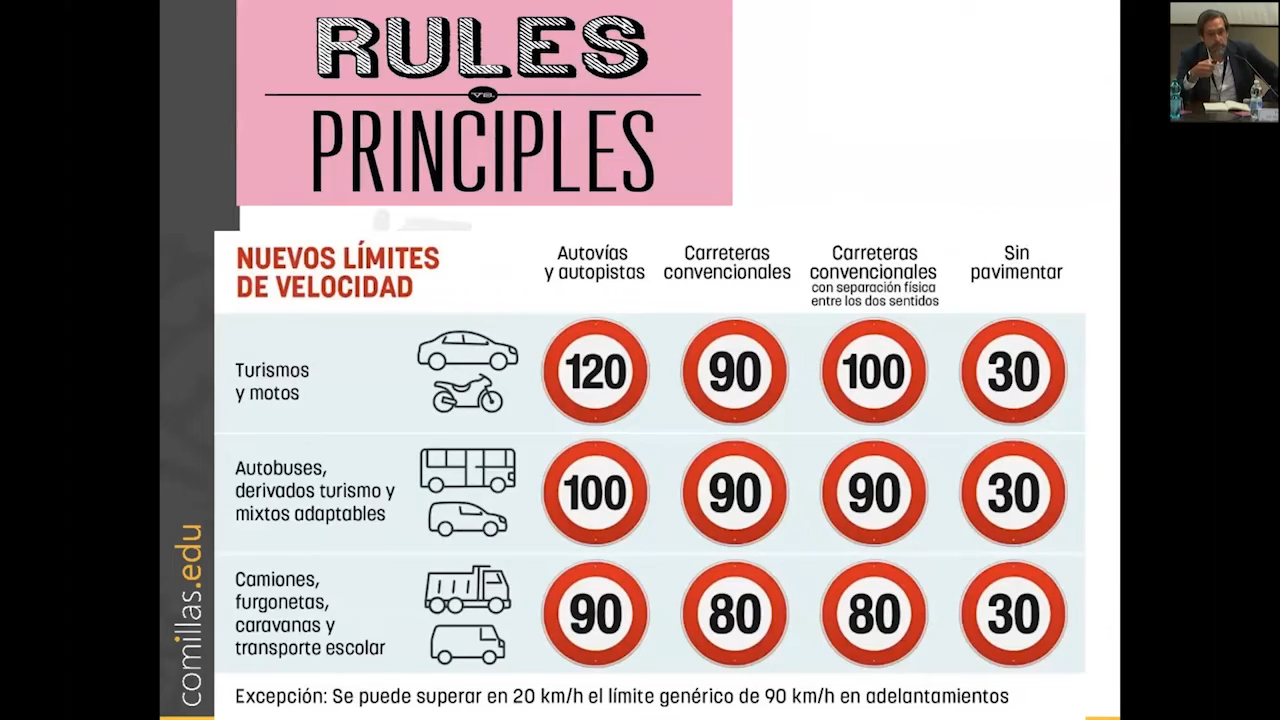 RULES
VS.
PRINCIPLES
NUEVOS LÍMITES
DE VELOCIDAD
Autovías
y autopistas
Carreteras
convencionales
Carreteras
convencionales
con separación física
entre los dos sentidos
Sin
pavimentar
Turismos
y motos
120
90
100
30
Autobuses,
derivados turismo y
mixtos adaptables
100
90
90
30
Camiones,
furgonetas,
caravanas y
transporte escolar
90
80
80
30
Excepción: Se puede superar en 20 km/h el límite genérico de 90 km/h en adelantamientos
comillas.edu